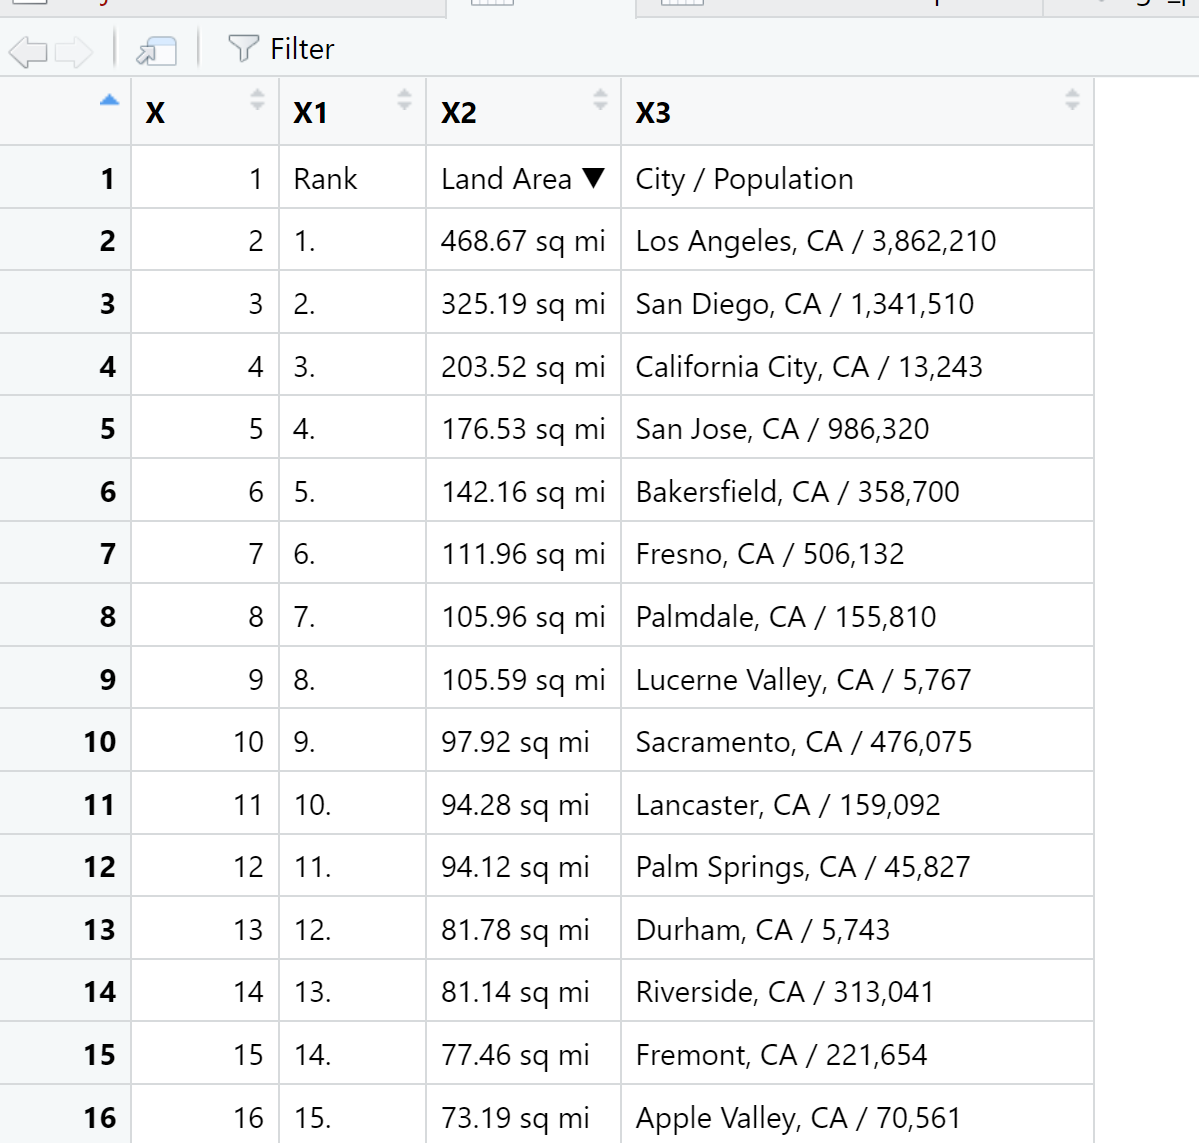 Filter
X X1 X2 X3
1 1 Rank Land Area ▼ City / Population
2 2 1. 468.67 sq mi Los Angeles, CA / 3,862,210
3 3 2. 325.19 sq mi San Diego, CA / 1,341,510
4 4 3. 203.52 sq mi California City, CA / 13,243
5 5 4. 176.53 sq mi San Jose, CA / 986,320
6 6 5. 142.16 sq mi Bakersfield, CA / 358,700
7 7 6. 111.96 sq mi Fresno, CA / 506,132
8 8 7. 105.96 sq mi Palmdale, CA / 155,810
9 9 8. 105.59 sq mi Lucerne Valley, CA / 5,767
10 10 9. 97.92 sq mi Sacramento, CA / 476,075
11 11 10. 94.28 sq mi Lancaster, CA / 159,092
12 12 11. 94.12 sq mi Palm Springs, CA / 45,827
13 13 12. 81.78 sq mi Durham, CA / 5,743
14 14 13. 81.14 sq mi Riverside, CA / 313,041
15 15 14. 77.46 sq mi Fremont, CA / 221,654
16 16 15. 73.19 sq mi Apple Valley, CA / 70,561